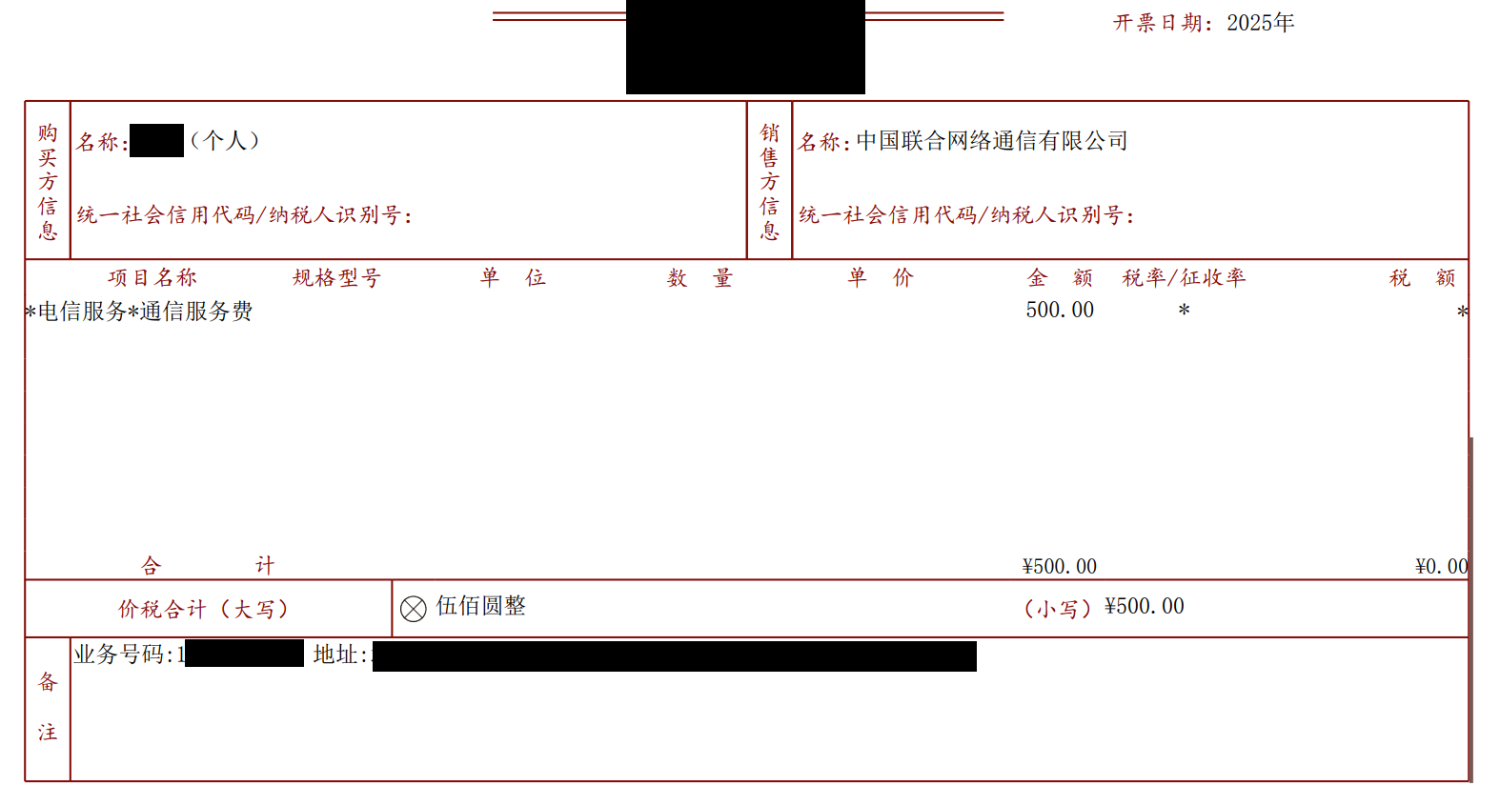 开票日期：2025年
购买方信息
名称：（个人）
统一社会信用代码/纳税人识别号：
销售方信息
名称：中国联合网络通信有限公司
统一社会信用代码/纳税人识别号：
项目名称 规格型号 单 位 数 量 单 价 金 额 税率/征收率 税 额
*电信服务*通信服务费 500.00 * *
合 计 ¥500.00 ¥0.00
价税合计（大写） 伍佰圆整 （小写）¥500.00
备注
业务号码:1 地址: